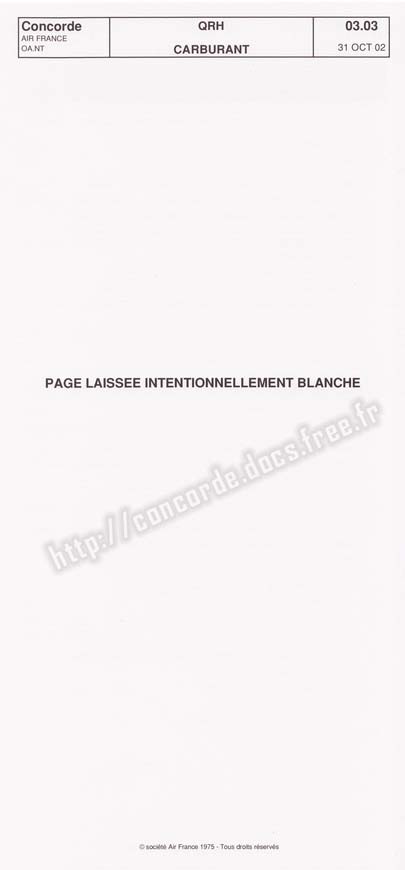 Concorde
AIR FRANCE
OA.NT
QRH
CARBURANT
03.03
31 OCT 02
PAGE LAISSEE INTENTIONNELLEMENT BLANCHE
http://concorde.docs.free.fr
© société Air France 1975 - Tous droits réservés